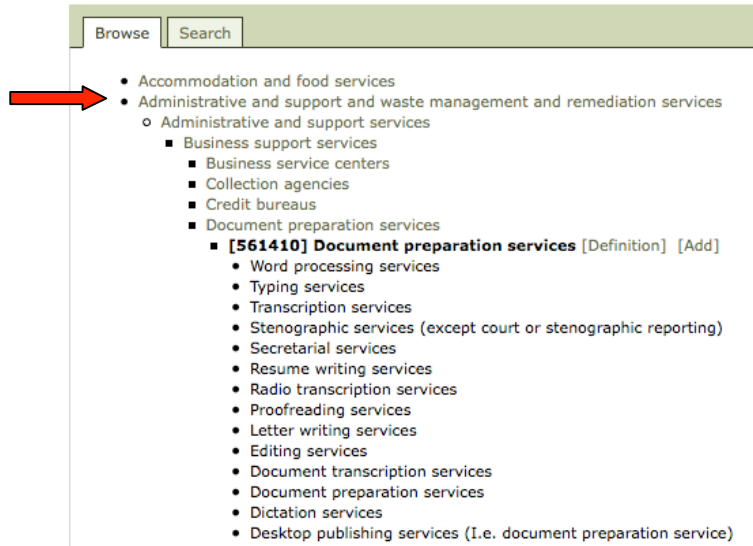 Browse Search
Accommodation and food services
Administrative and support and waste management and remediation services
Administrative and support services
Business support services
Business service centers
Collection agencies
Credit bureaus
Document preparation services
[561410] Document preparation services [Definition] [Add]
Word processing services
Typing services
Transcription services
Stenographic services (except court or stenographic reporting)
Secretarial services
Resume writing services
Radio transcription services
Proofreading services
Letter writing services
Editing services
Document transcription services
Document preparation services
Dictation services
Desktop publishing services (I.e. document preparation service)